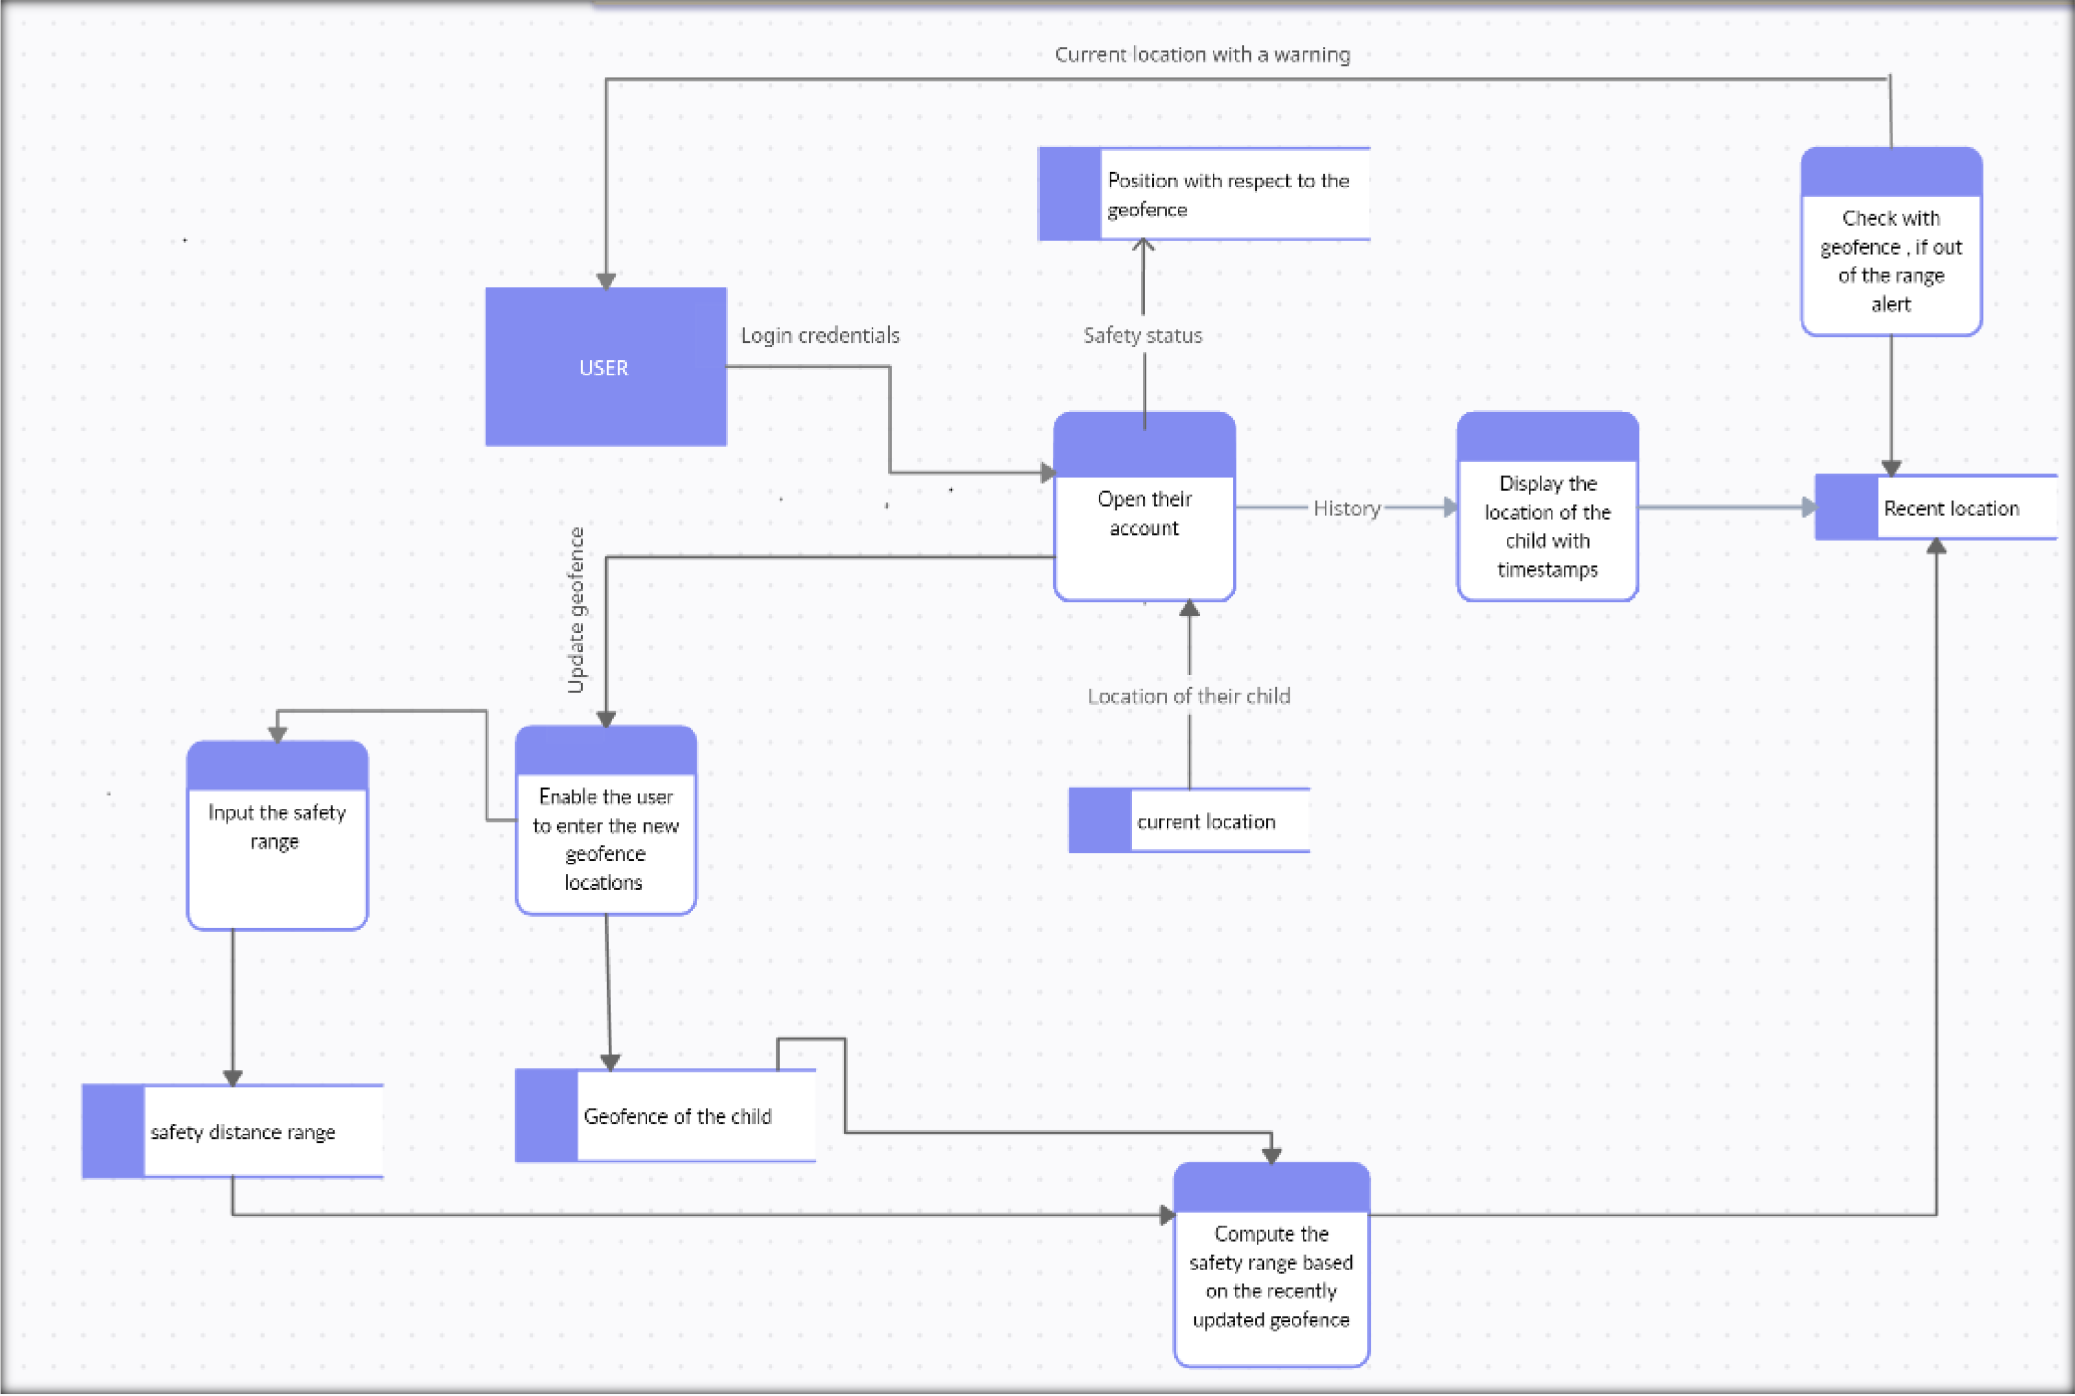 Current location with a warning
Position with respect to the
geofence
Check with
geofence , if out
of the range
alert
Login credentials
Safety status
USER
Open their
account
History
Display the
location of the
child with
timestamps
Recent location
Update geofence
Location of their child
Input the safety
range
Enable the user
to enter the new
geofence
locations
current location
safety distance range
Geofence of the child
Compute the
safety range based
on the recently
updated geofence